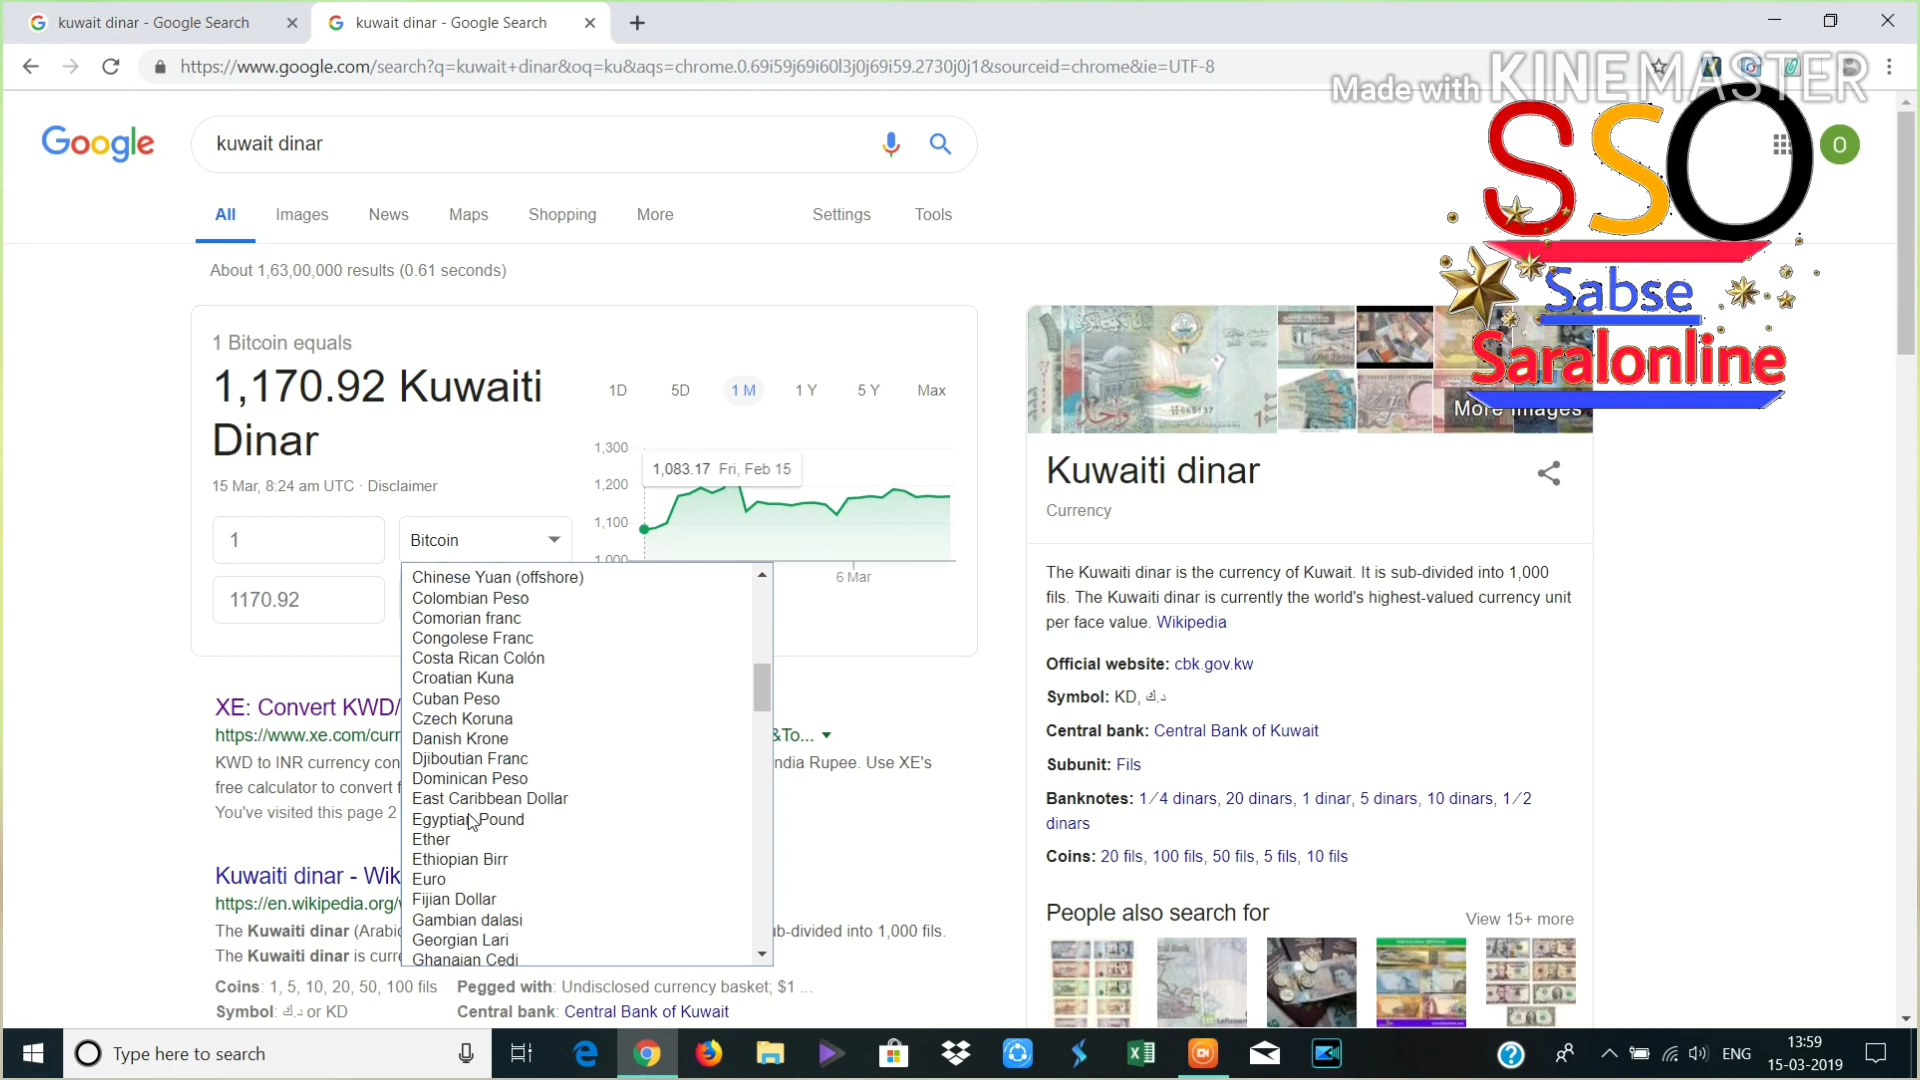 kuwait dinar - Google Search
kuwait dinar - Google Search
https://www.google.com/search?q=kuwait+dinar&oq=ku&aqs=chrome.0.69i59j69i60l3j0j69i59.2730j0j1&sourceid=chrome&ie=UTF-8
Made with KINEMASTER
Google
kuwait dinar
O
SSO
Sabse
Saralonline
All Images News Maps Shopping More Settings Tools
About 1,63,00,000 results (0.61 seconds)
1 Bitcoin equals
1,170.92 Kuwaiti
Dinar
15 Mar, 8:24 am UTC · Disclaimer
1
Bitcoin
1170.92
1D 5D 1 M 1 Y 5 Y Max
1,300
1,083.17 Fri, Feb 15
1,200
1,100
1,000
6 Mar
Chinese Yuan (offshore)
Colombian Peso
Comorian franc
Congolese Franc
Costa Rican Colón
Croatian Kuna
Cuban Peso
Czech Koruna
Danish Krone
Djiboutian Franc
Dominican Peso
East Caribbean Dollar
Egyptian Pound
Ether
Ethiopian Birr
Euro
Fijian Dollar
Gambian dalasi
Georgian Lari
Ghanaian Cedi
XE: Convert KWD/
https://www.xe.com/curr &To...
KWD to INR currency con ndia Rupee. Use XE's
free calculator to convert f
You've visited this page 2
Kuwaiti dinar - Wik
https://en.wikipedia.org/
The Kuwaiti dinar (Arabic ub-divided into 1,000 fils.
The Kuwaiti dinar is curr
Coins: 1, 5, 10, 20, 50, 100 fils Pegged with: Undisclosed currency basket; $1 ...
Symbol: د.ك or KD Central bank: Central Bank of Kuwait
More images
Kuwaiti dinar
Currency
The Kuwaiti dinar is the currency of Kuwait. It is sub-divided into 1,000
fils. The Kuwaiti dinar is currently the world's highest-valued currency unit
per face value. Wikipedia
Official website: cbk.gov.kw
Symbol: KD, د.ك
Central bank: Central Bank of Kuwait
Subunit: Fils
Banknotes: 1 ⁄ 4 dinars, 20 dinars, 1 dinar, 5 dinars, 10 dinars, 1 ⁄ 2
dinars
Coins: 20 fils, 100 fils, 50 fils, 5 fils, 10 fils
People also search for View 15+ more
Type here to search
ENG
13:59
15-03-2019